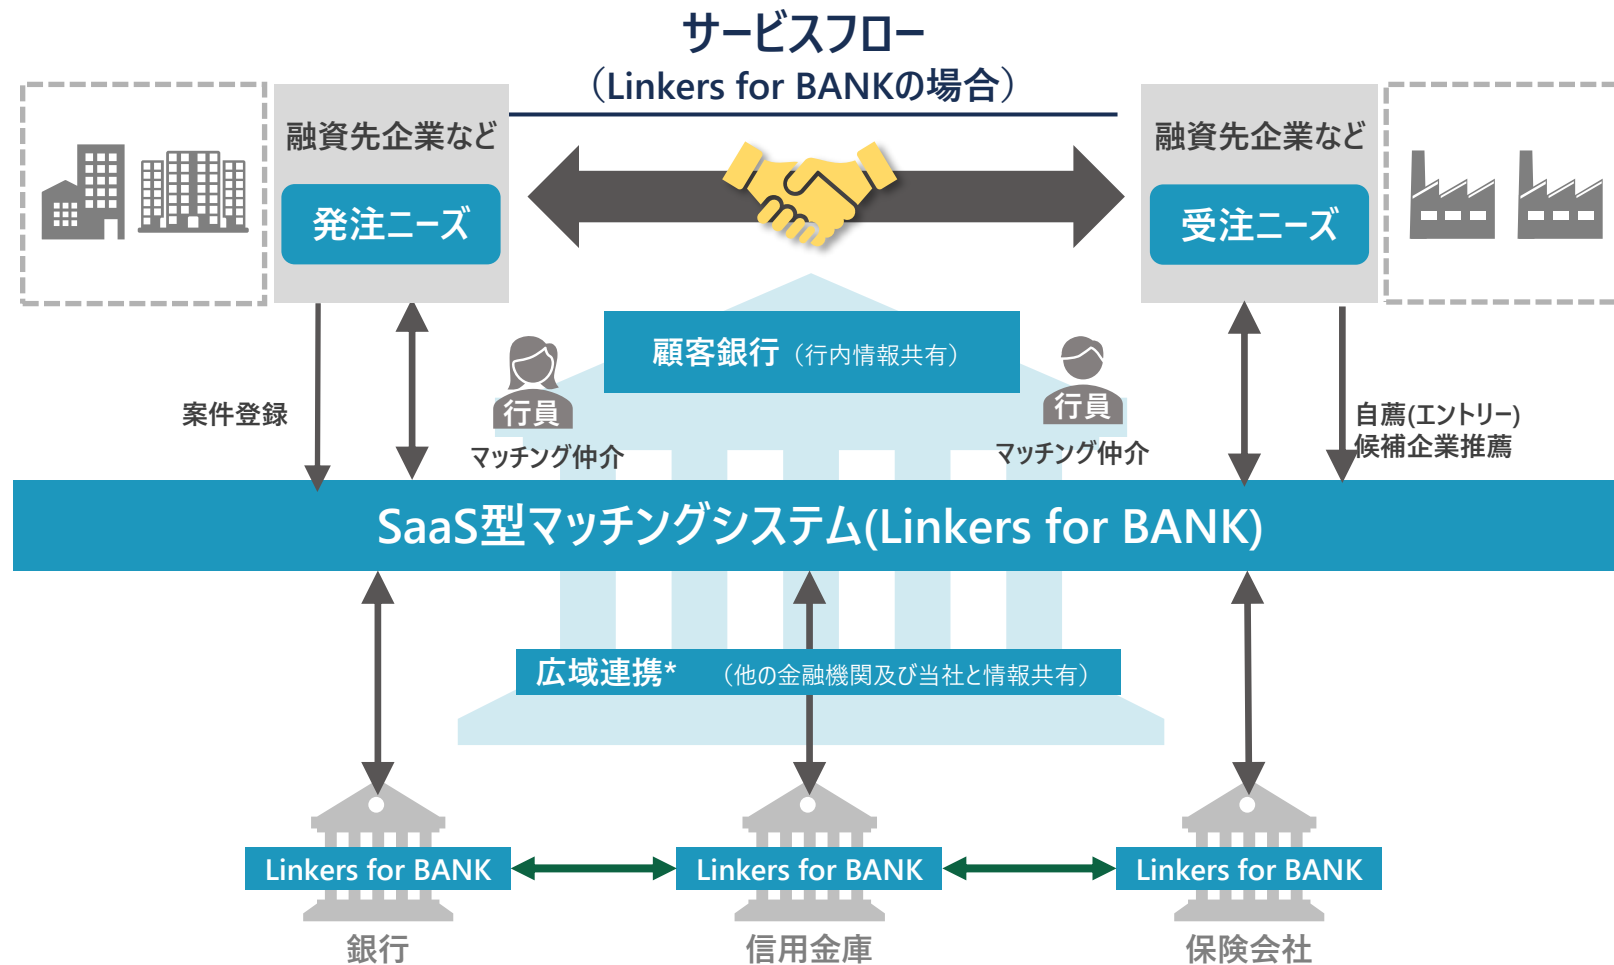 サービスフロー
（Linkers for BANKの場合）
融資先企業など
発注ニーズ
融資先企業など
受注ニーズ
顧客銀行（行内情報共有）
行員
マッチング仲介
行員
マッチング仲介
案件登録
自薦(エントリー)
候補企業推薦
SaaS型マッチングシステム(Linkers for BANK)
広域連携* （他の金融機関及び当社と情報共有）
Linkers for BANK
Linkers for BANK
Linkers for BANK
銀行
信用金庫
保険会社